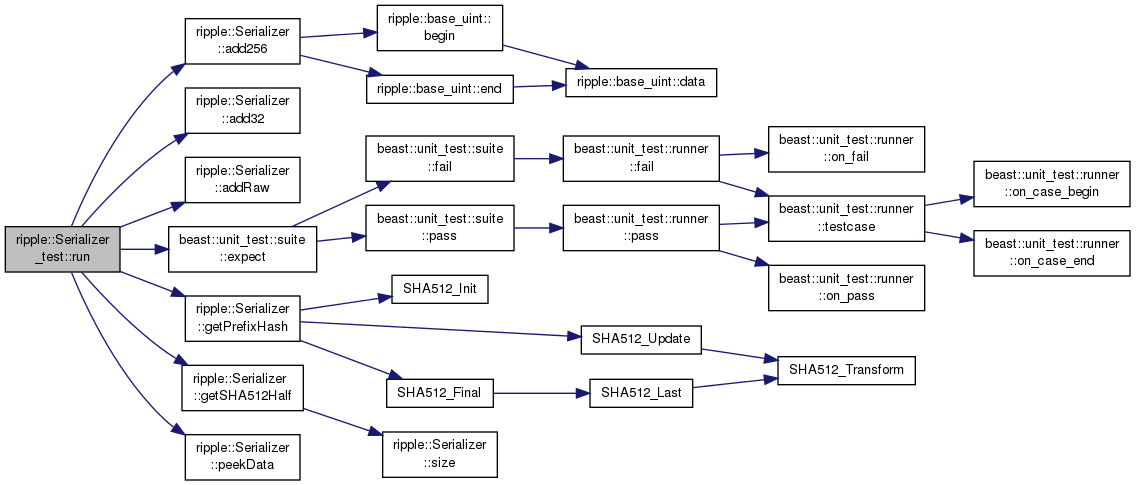 ripple::Serializer
_test::run
ripple::Serializer
::add256
ripple::Serializer
::add32
ripple::Serializer
::addRaw
beast::unit_test::suite
::expect
ripple::Serializer
::getPrefixHash
ripple::Serializer
::getSHA512Half
ripple::Serializer
::peekData
ripple::base_uint::
begin
ripple::base_uint::end
beast::unit_test::suite
::fail
beast::unit_test::suite
::pass
SHA512_Init
SHA512_Final
ripple::Serializer
::size
ripple::base_uint::data
beast::unit_test::runner
::fail
beast::unit_test::runner
::pass
SHA512_Update
SHA512_Last
beast::unit_test::runner
::on_fail
beast::unit_test::runner
::testcase
beast::unit_test::runner
::on_pass
SHA512_Transform
beast::unit_test::runner
::on_case_begin
beast::unit_test::runner
::on_case_end